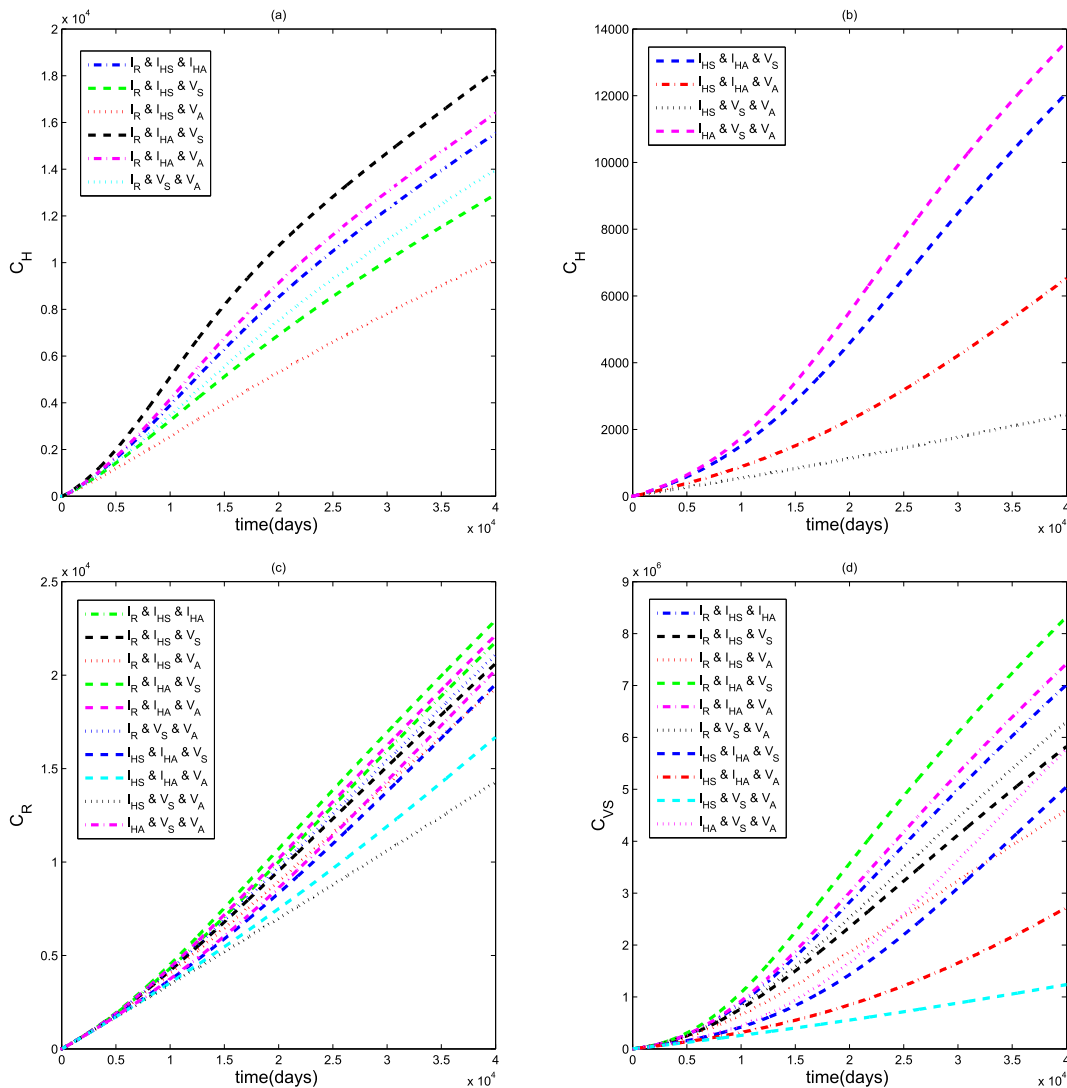 (a)
x 10^4
2
1.8
1.6
1.4
1.2
1
0.8
0.6
0.4
0.2
0
C_H
I_R & I_HS & I_HA
I_R & I_HS & V_S
I_R & I_HS & V_A
I_R & I_HA & V_S
I_R & I_HA & V_A
I_R & V_S & V_A
0 0.5 1 1.5 2 2.5 3 3.5 4
time(days)
x 10^4
(b)
14000
12000
10000
8000
6000
4000
2000
0
C_H
I_HS & I_HA & V_S
I_HS & I_HA & V_A
I_HS & V_S & V_A
I_HA & V_S & V_A
0 0.5 1 1.5 2 2.5 3 3.5 4
time(days)
x 10^4
(c)
x 10^4
2.5
2
1.5
1
0.5
0
C_R
I_R & I_HS & I_HA
I_R & I_HS & V_S
I_R & I_HS & V_A
I_R & I_HA & V_S
I_R & I_HA & V_A
I_R & V_S & V_A
I_HS & I_HA & V_S
I_HS & I_HA & V_A
I_HS & V_S & V_A
I_HA & V_S & V_A
0 0.5 1 1.5 2 2.5 3 3.5 4
time(days)
x 10^4
(d)
x 10^6
9
8
7
6
5
4
3
2
1
0
C_VS
I_R & I_HS & I_HA
I_R & I_HS & V_S
I_R & I_HS & V_A
I_R & I_HA & V_S
I_R & I_HA & V_A
I_R & V_S & V_A
I_HS & I_HA & V_S
I_HS & I_HA & V_A
I_HS & V_S & V_A
I_HA & V_S & V_A
0 0.5 1 1.5 2 2.5 3 3.5 4
time(days)
x 10^4